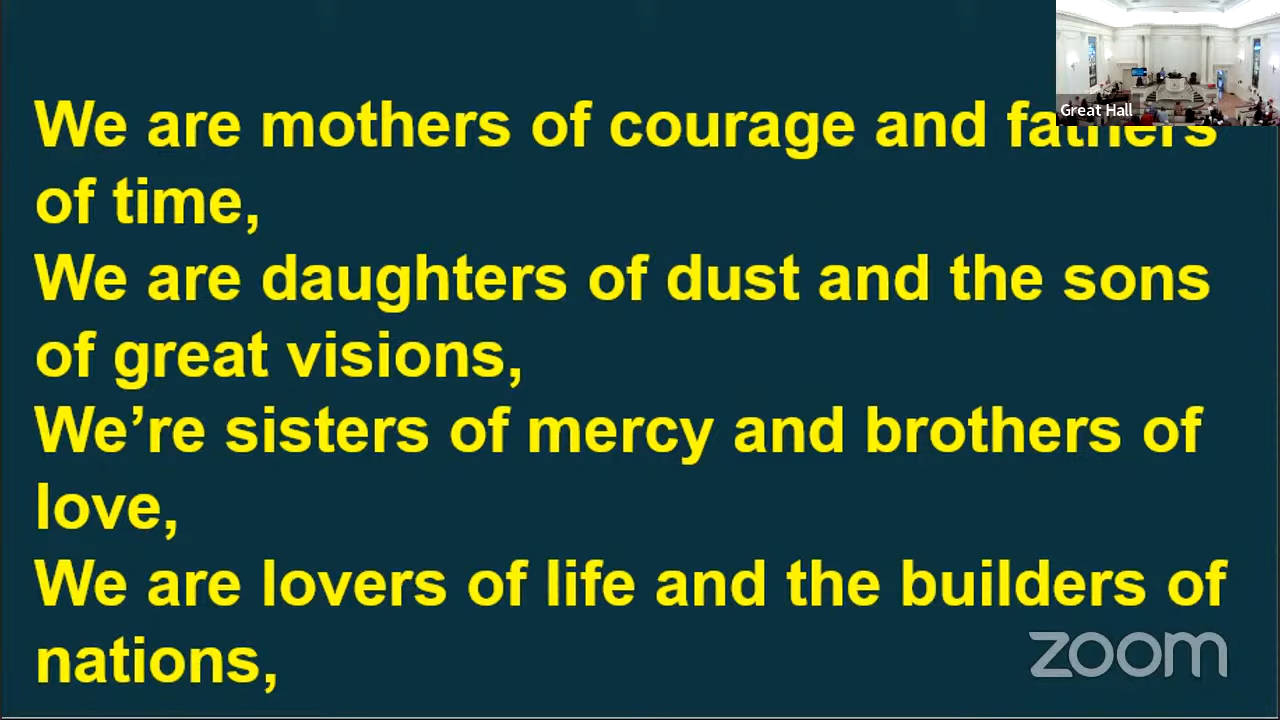 Great Hall
We are mothers of courage and fathers
of time,
We are daughters of dust and the sons
of great visions,
We’re sisters of mercy and brothers of
love,
We are lovers of life and the builders of
nations,
zoom